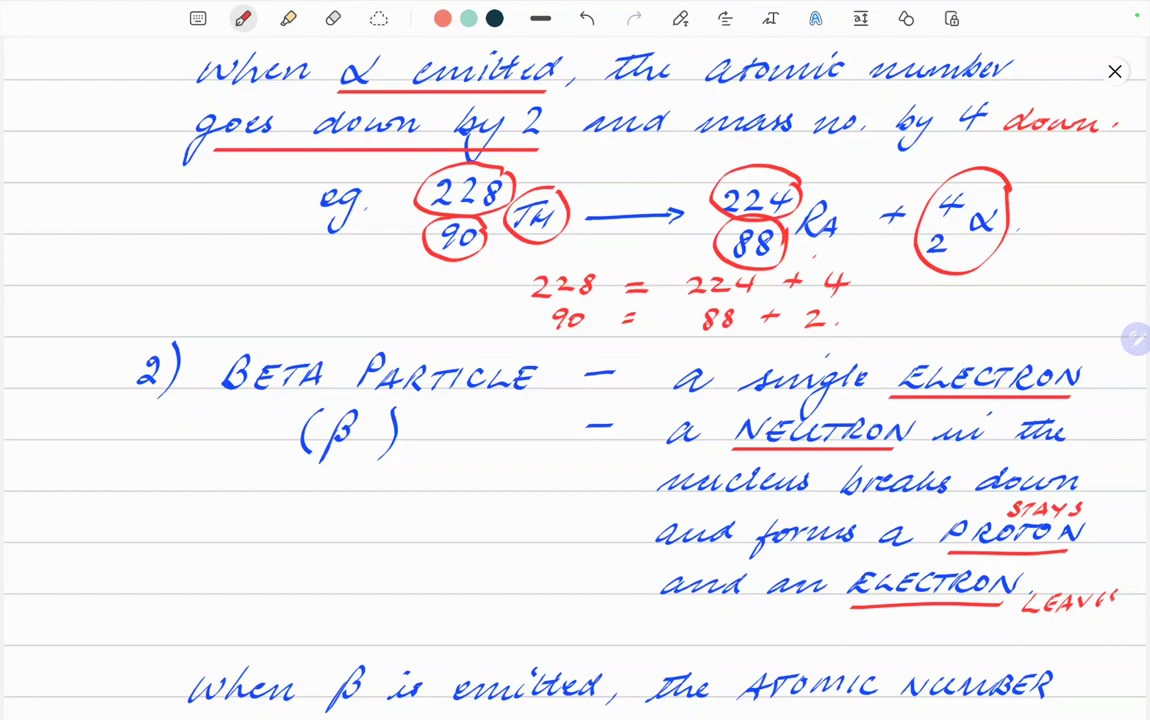 When α emitted, the atomic number
goes down by 2 and mass no. by 4 down.
eg. 228 90 TH → 224 88 RA + 4 2 α.
228 = 224 + 4
90 = 88 + 2.
2) BETA PARTICLE - a single ELECTRON
(β) - a NEUTRON in the
nucleus breaks down
STAYS
and forms a PROTON
and an ELECTRON.
LEAVES
When β is emitted, the ATOMIC NUMBER